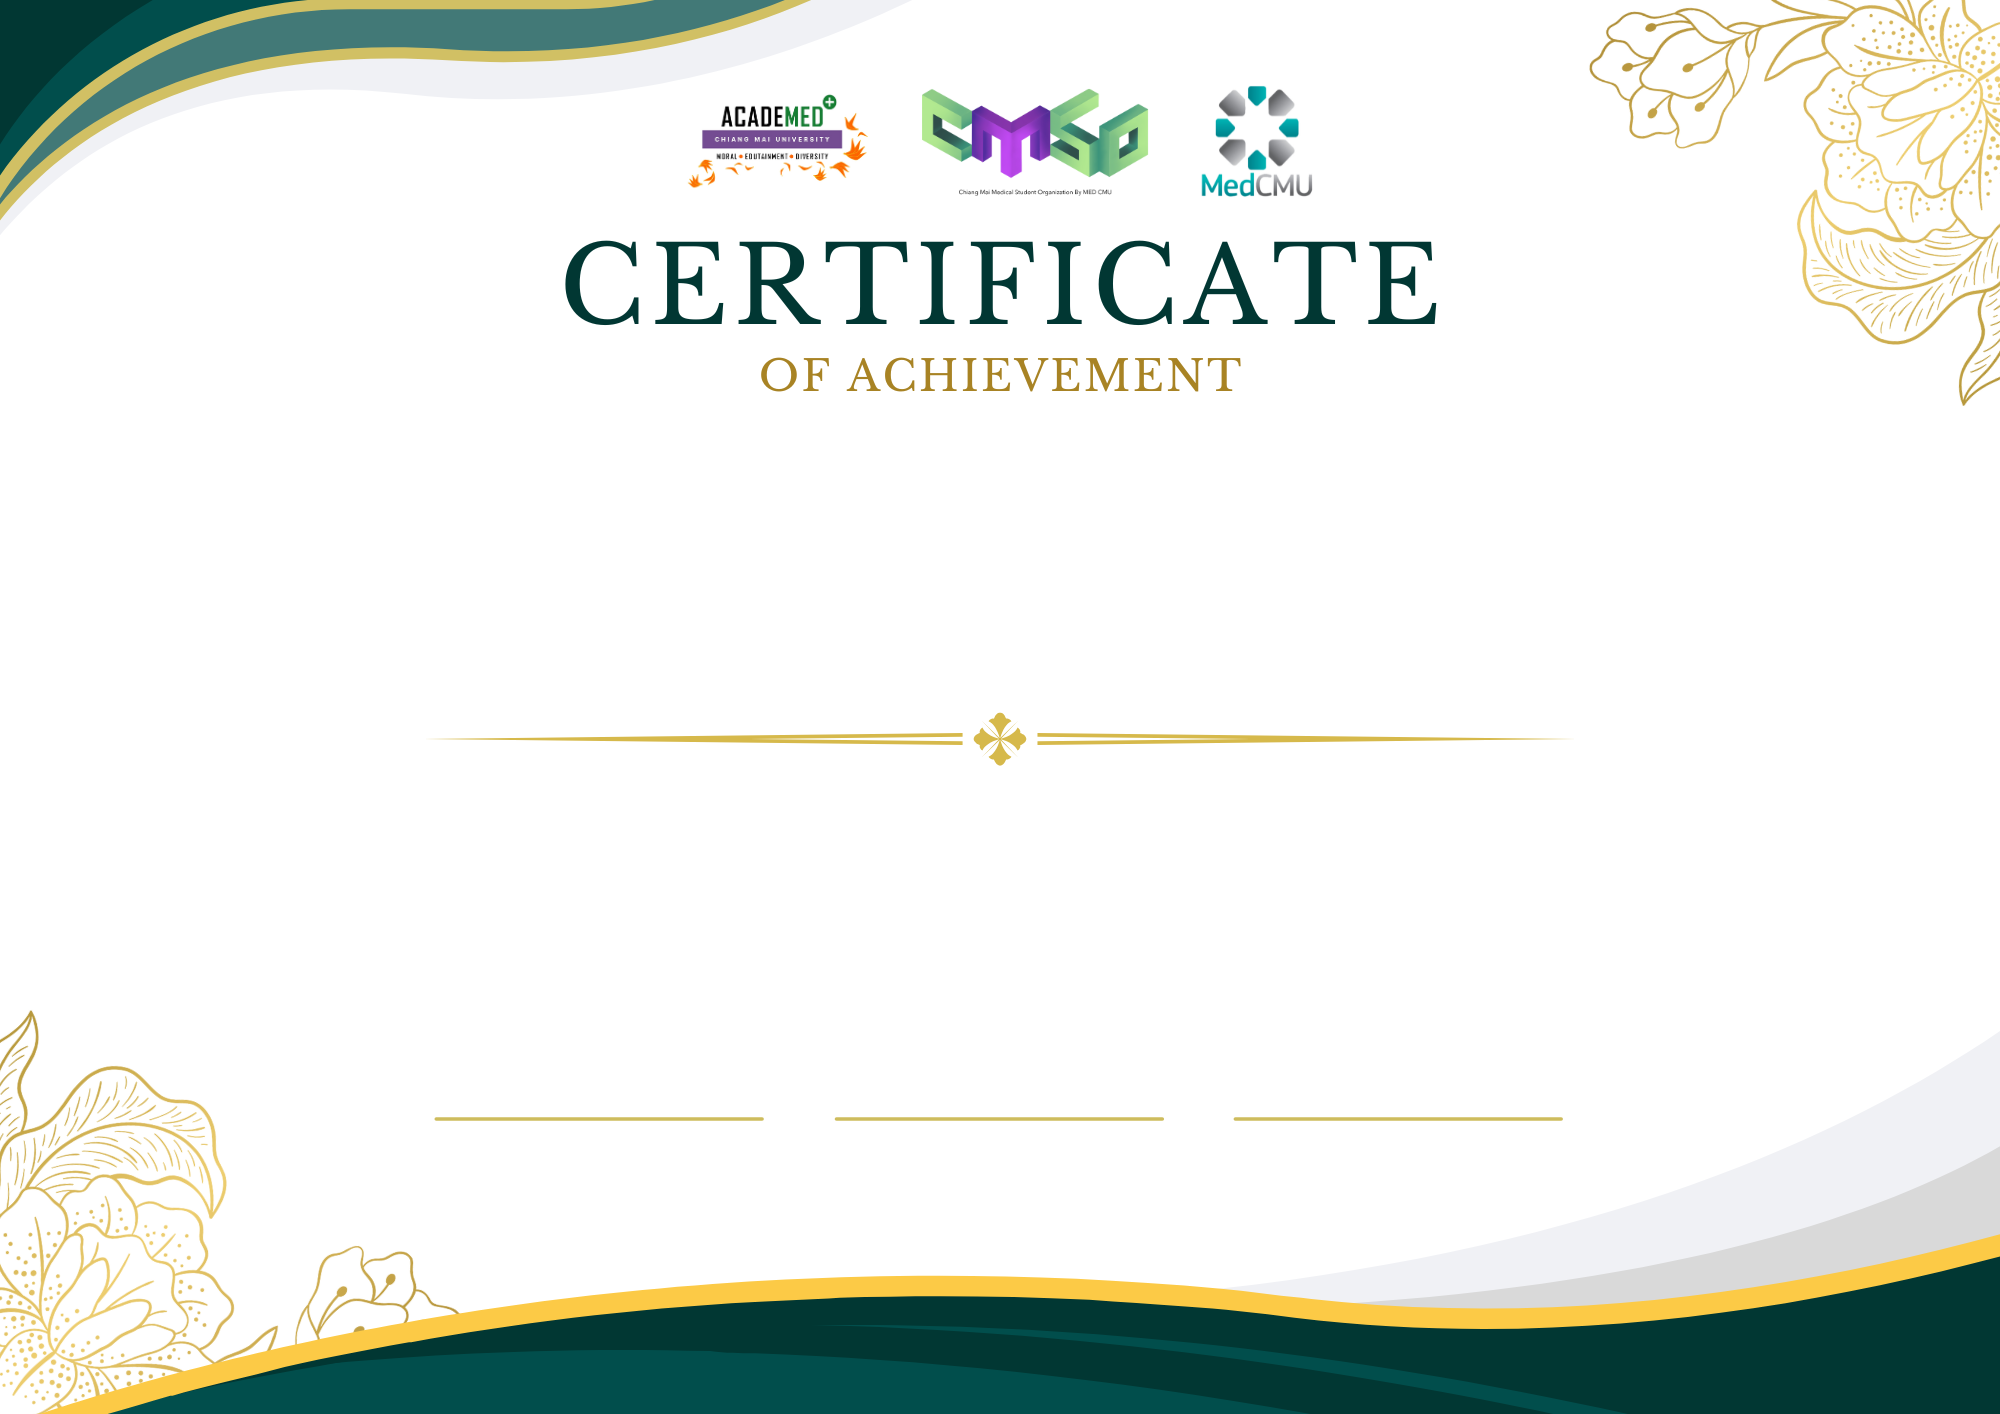 ACADEMED
CHIANG MAI UNIVERSITY
MORAL • EDUTAINMENT • DIVERSITY
CMSO
Chiang Mai Medical Student Organization By MED CMU
MedCMU
CERTIFICATE
OF ACHIEVEMENT